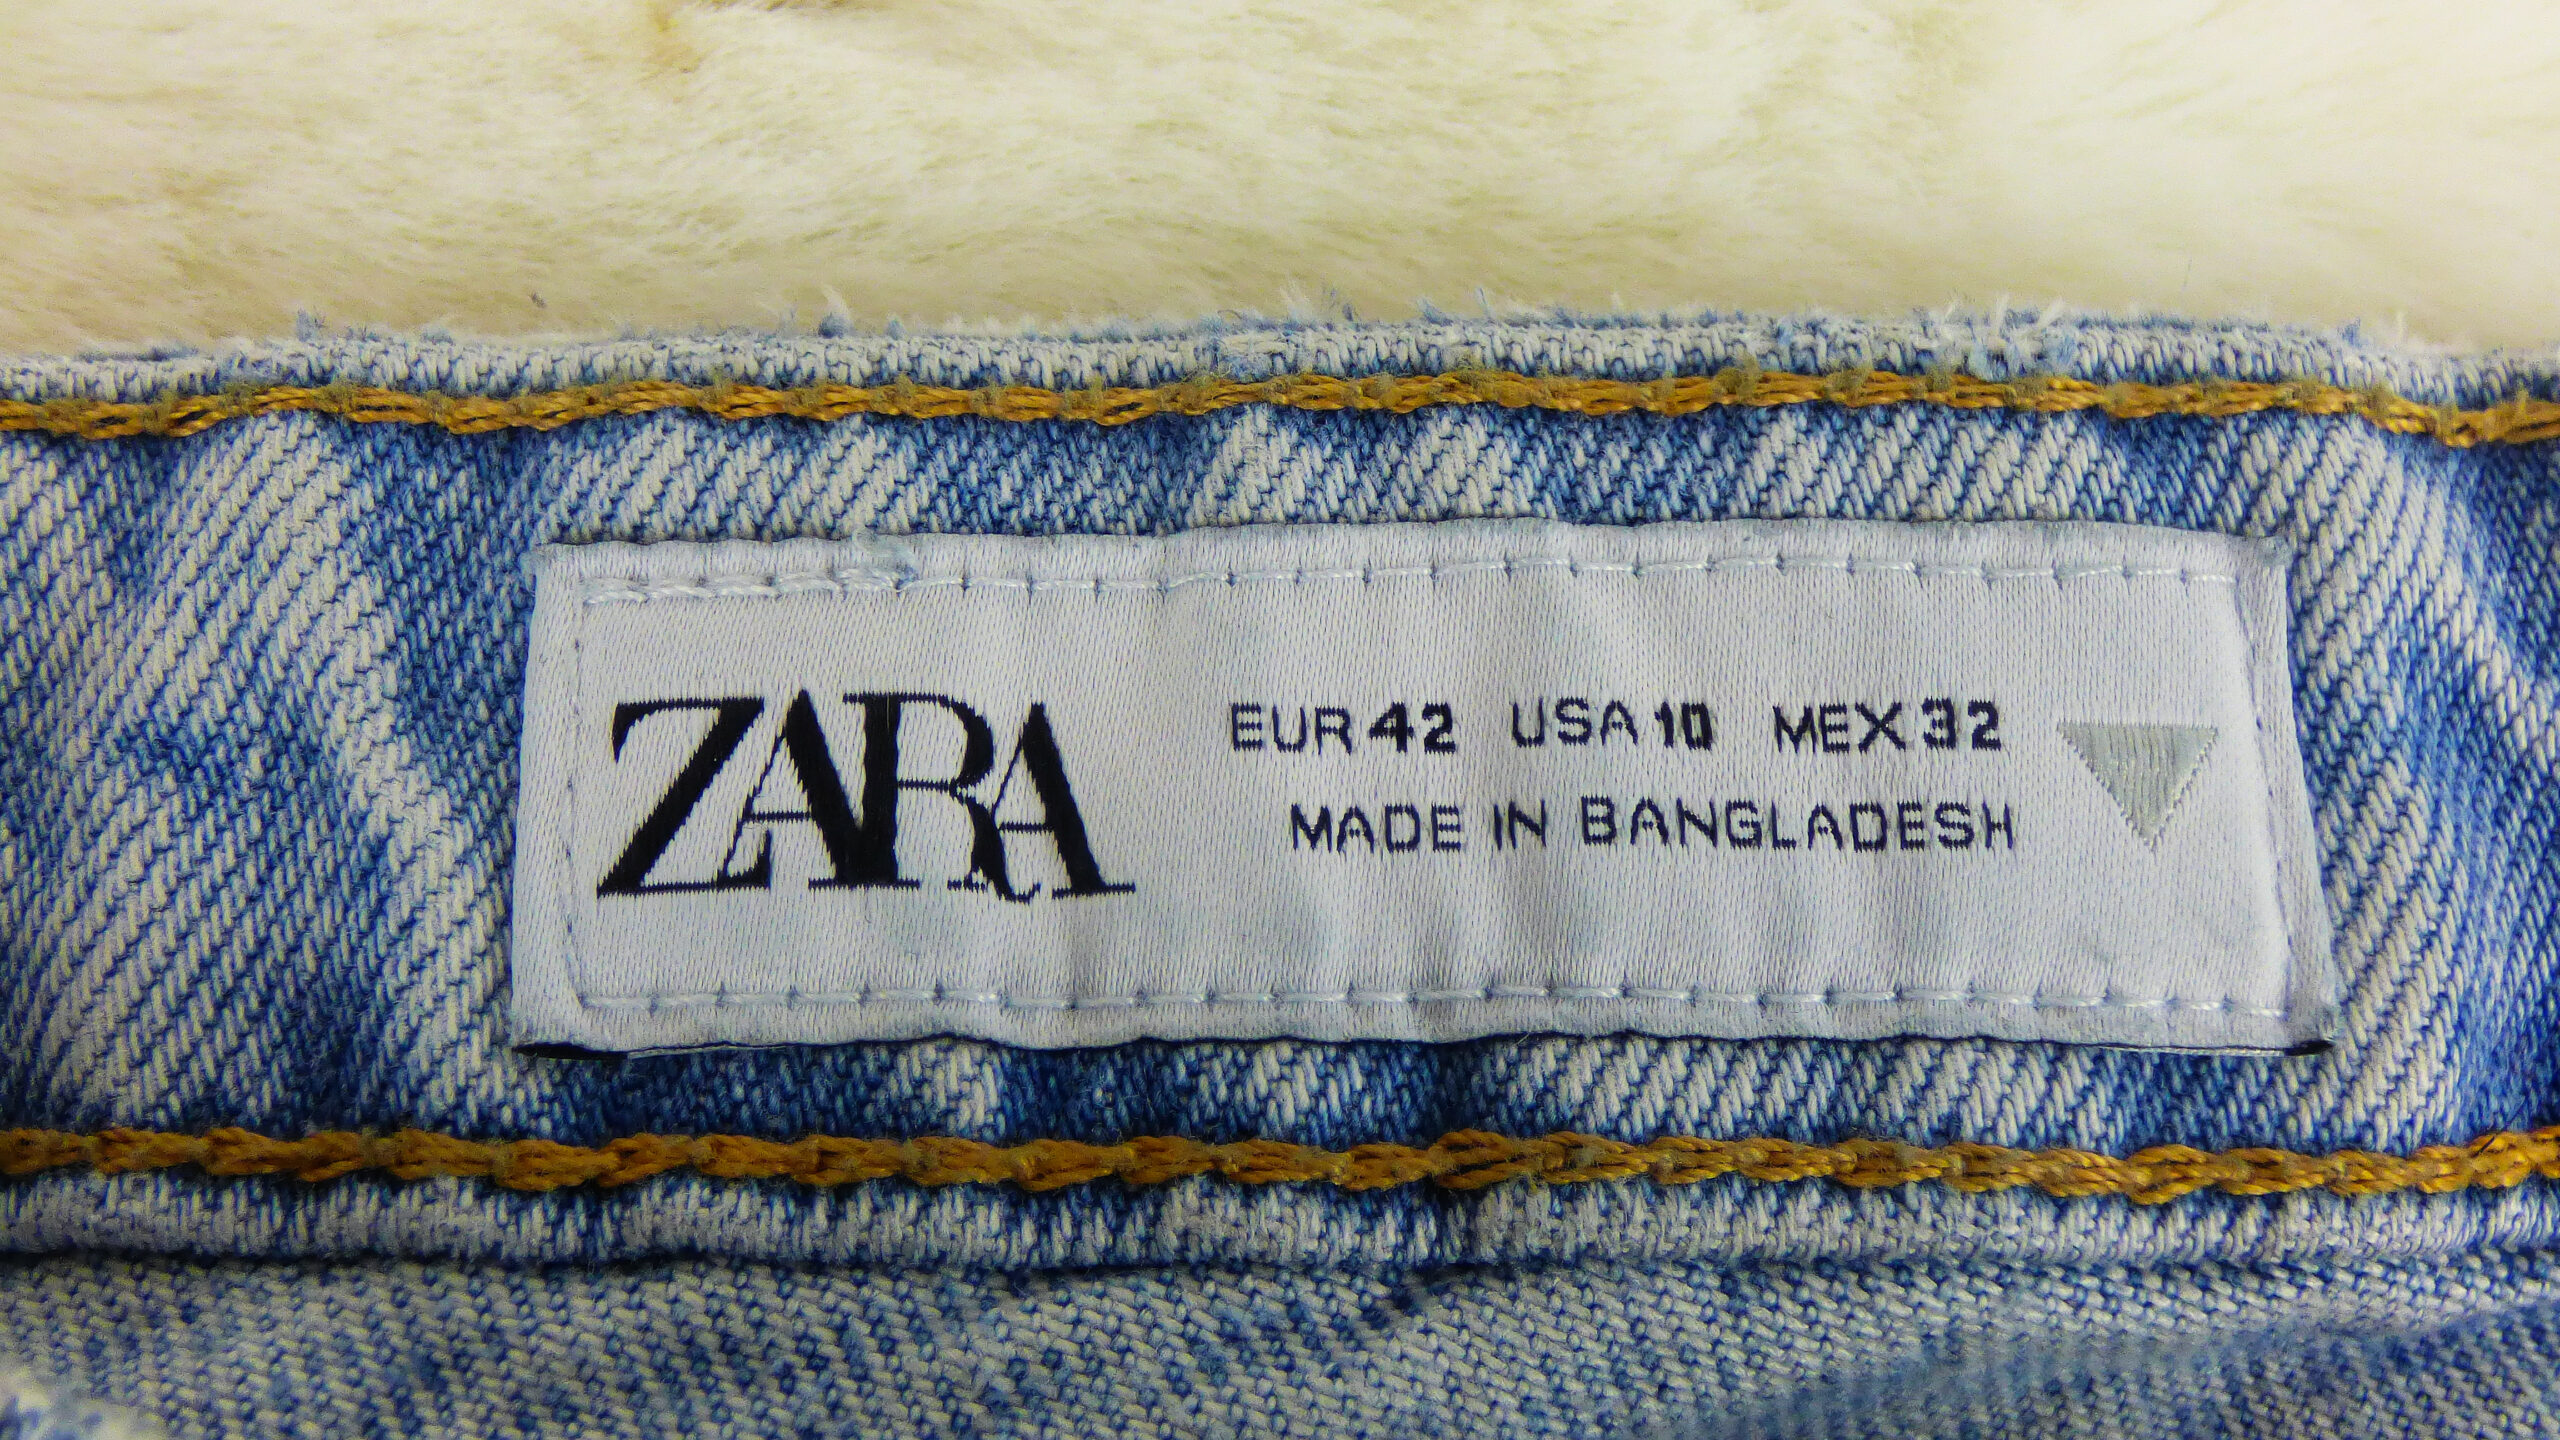 ZARA
EUR 42 USA 10 MEX 32
MADE IN BANGLADESH